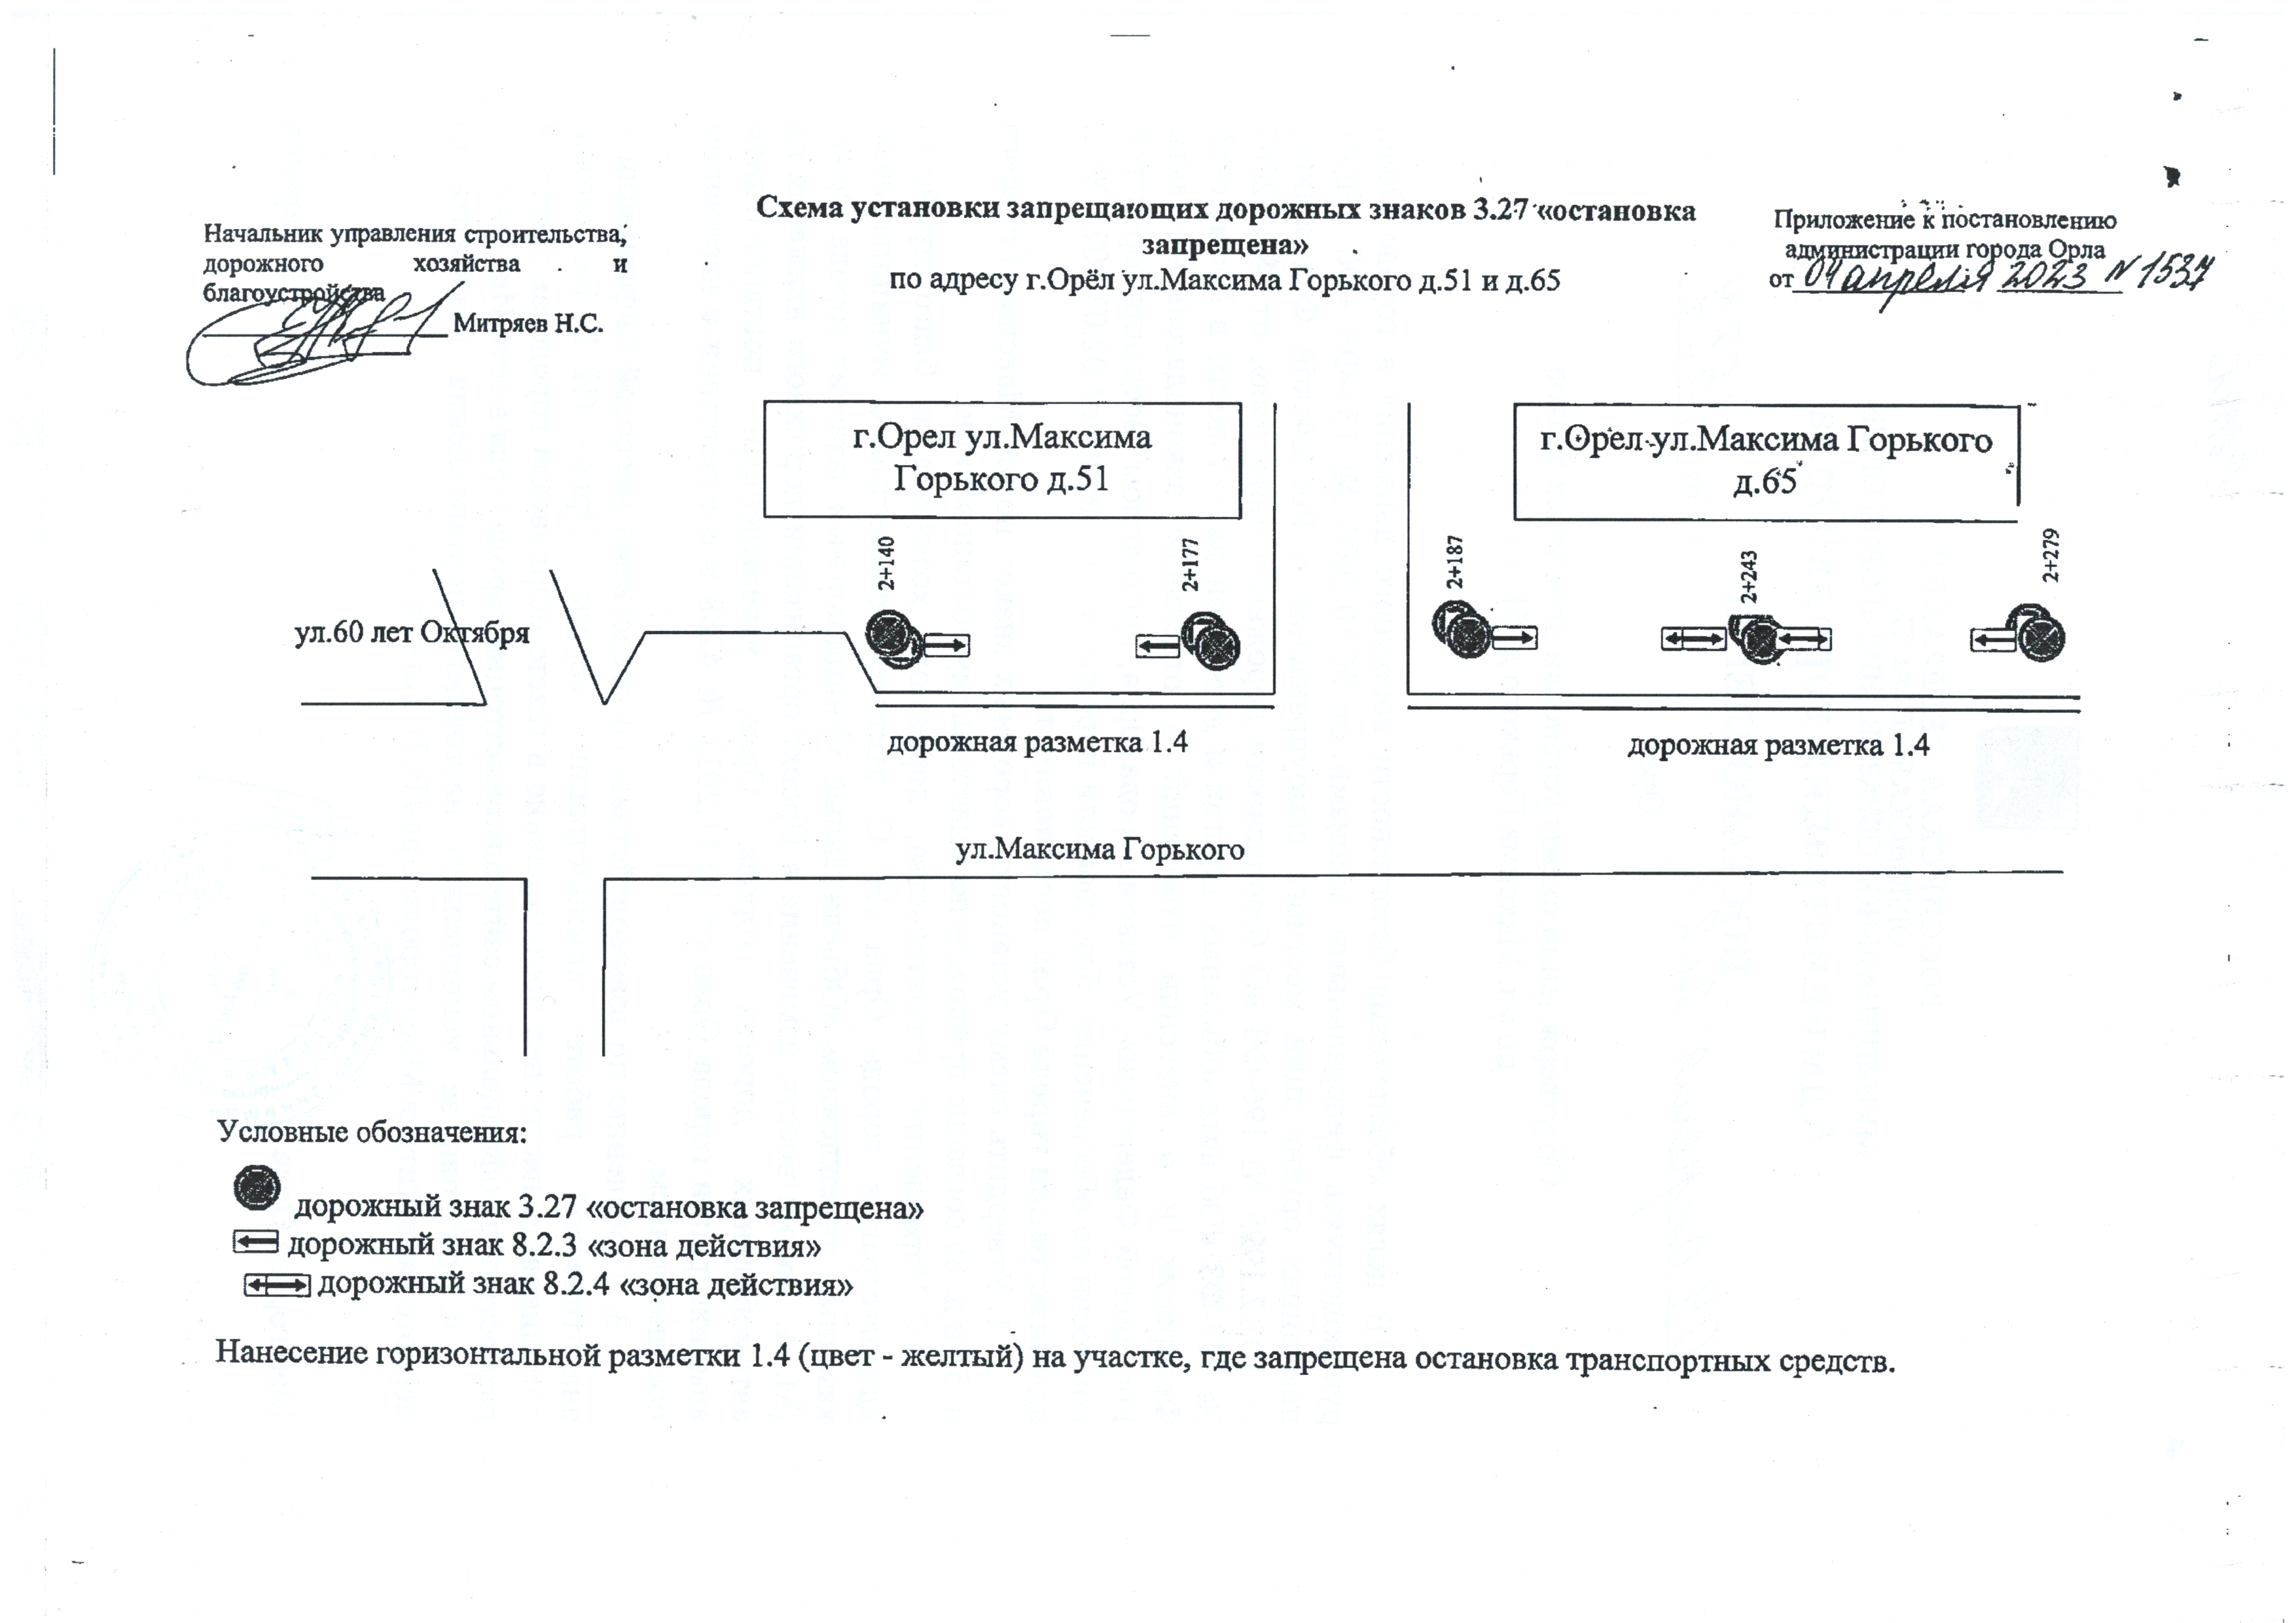 Начальник управления строительства,
дорожного хозяйства и
благоустройства
Митряев Н.С.
Схема установки запрещающих дорожных знаков 3.27 «остановка
запрещена»
по адресу г.Орёл ул.Максима Горького д.51 и д.65
Приложение к постановлению
администрации города Орла
от 04 апреля 2023 N 1537
г.Орел ул.Максима
Горького д.51
г.Орел ул.Максима Горького
д.65
2+140
2+177
2+187
2+243
2+279
ул.60 лет Октября
дорожная разметка 1.4
дорожная разметка 1.4
ул.Максима Горького
Условные обозначения:
дорожный знак 3.27 «остановка запрещена»
дорожный знак 8.2.3 «зона действия»
дорожный знак 8.2.4 «зона действия»
Нанесение горизонтальной разметки 1.4 (цвет - желтый) на участке, где запрещена остановка транспортных средств.